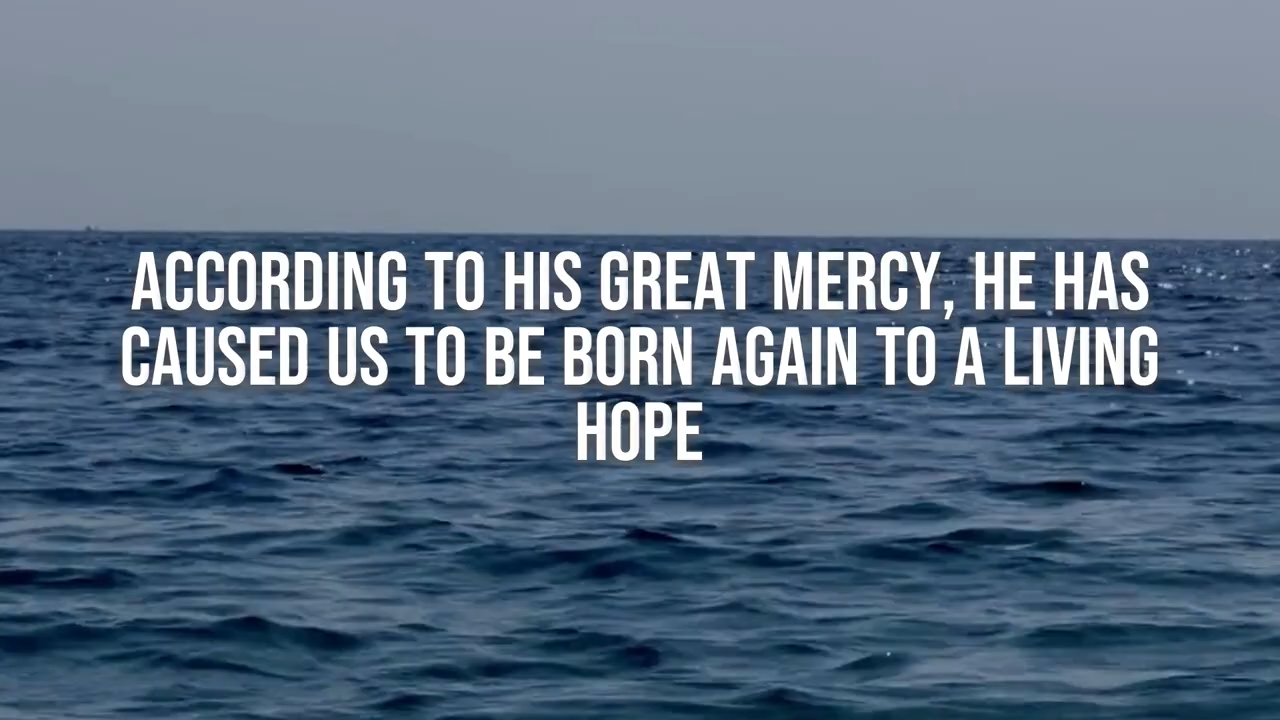 ACCORDING TO HIS GREAT MERCY, HE HAS
CAUSED US TO BE BORN AGAIN TO A LIVING
HOPE